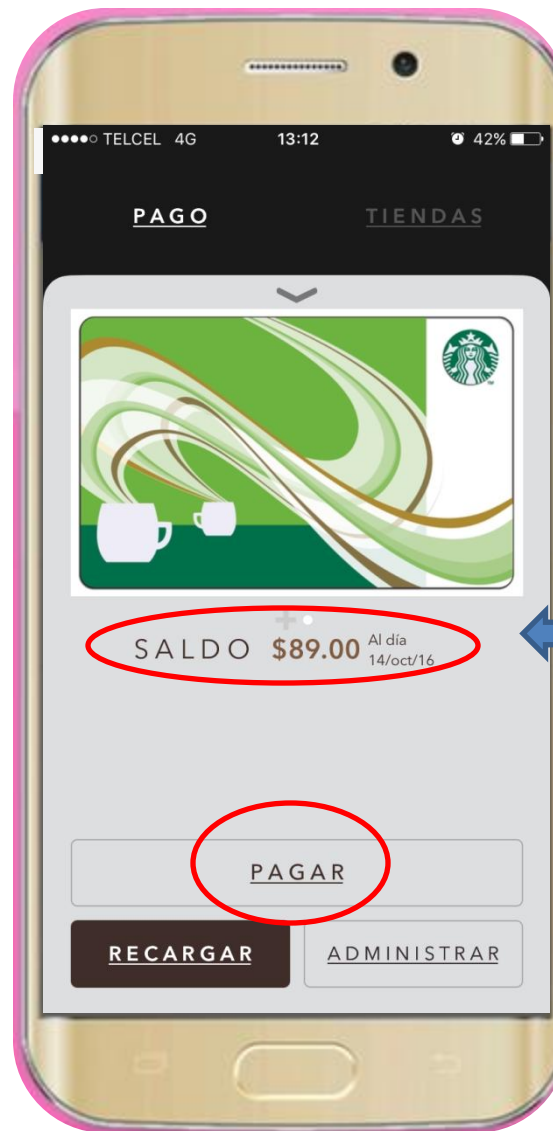 TELCEL 4G 13:12 42%
PAGO TIENDAS
SALDO $89.00 Al día
14/oct/16
PAGAR
RECARGAR ADMINISTRAR